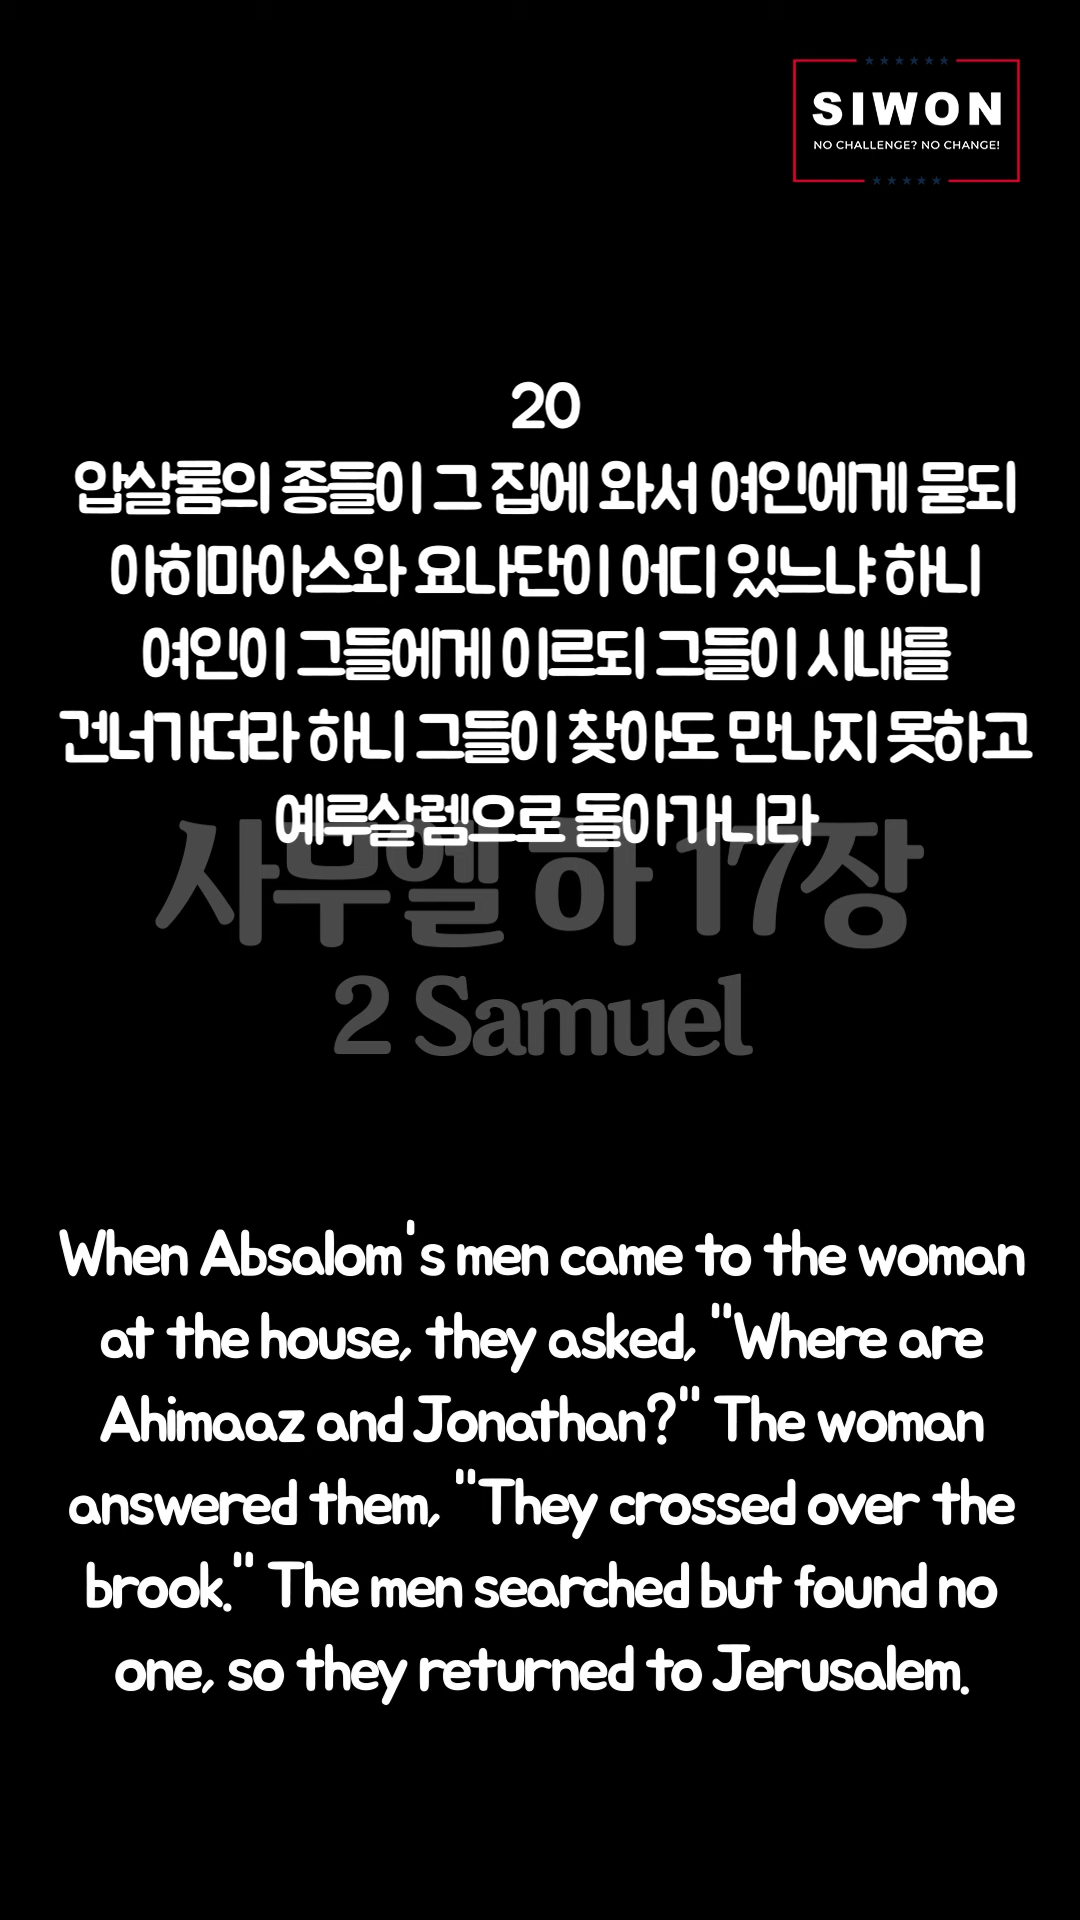 SIWON
NO CHALLENGE? NO CHANGE!
20
압살롬의 종들이 그 집에 와서 여인에게 묻되
아히마아스와 요나단이 어디 있느냐 하니
여인이 그들에게 이르되 그들이 시내를
건너가더라 하니 그들이 찾아도 만나지 못하고
예루살렘으로 돌아가니라
사무엘 하 17장
2 Samuel
When Absalom's men came to the woman
at the house, they asked, "Where are
Ahimaaz and Jonathan?" The woman
answered them, "They crossed over the
brook." The men searched but found no
one, so they returned to Jerusalem.